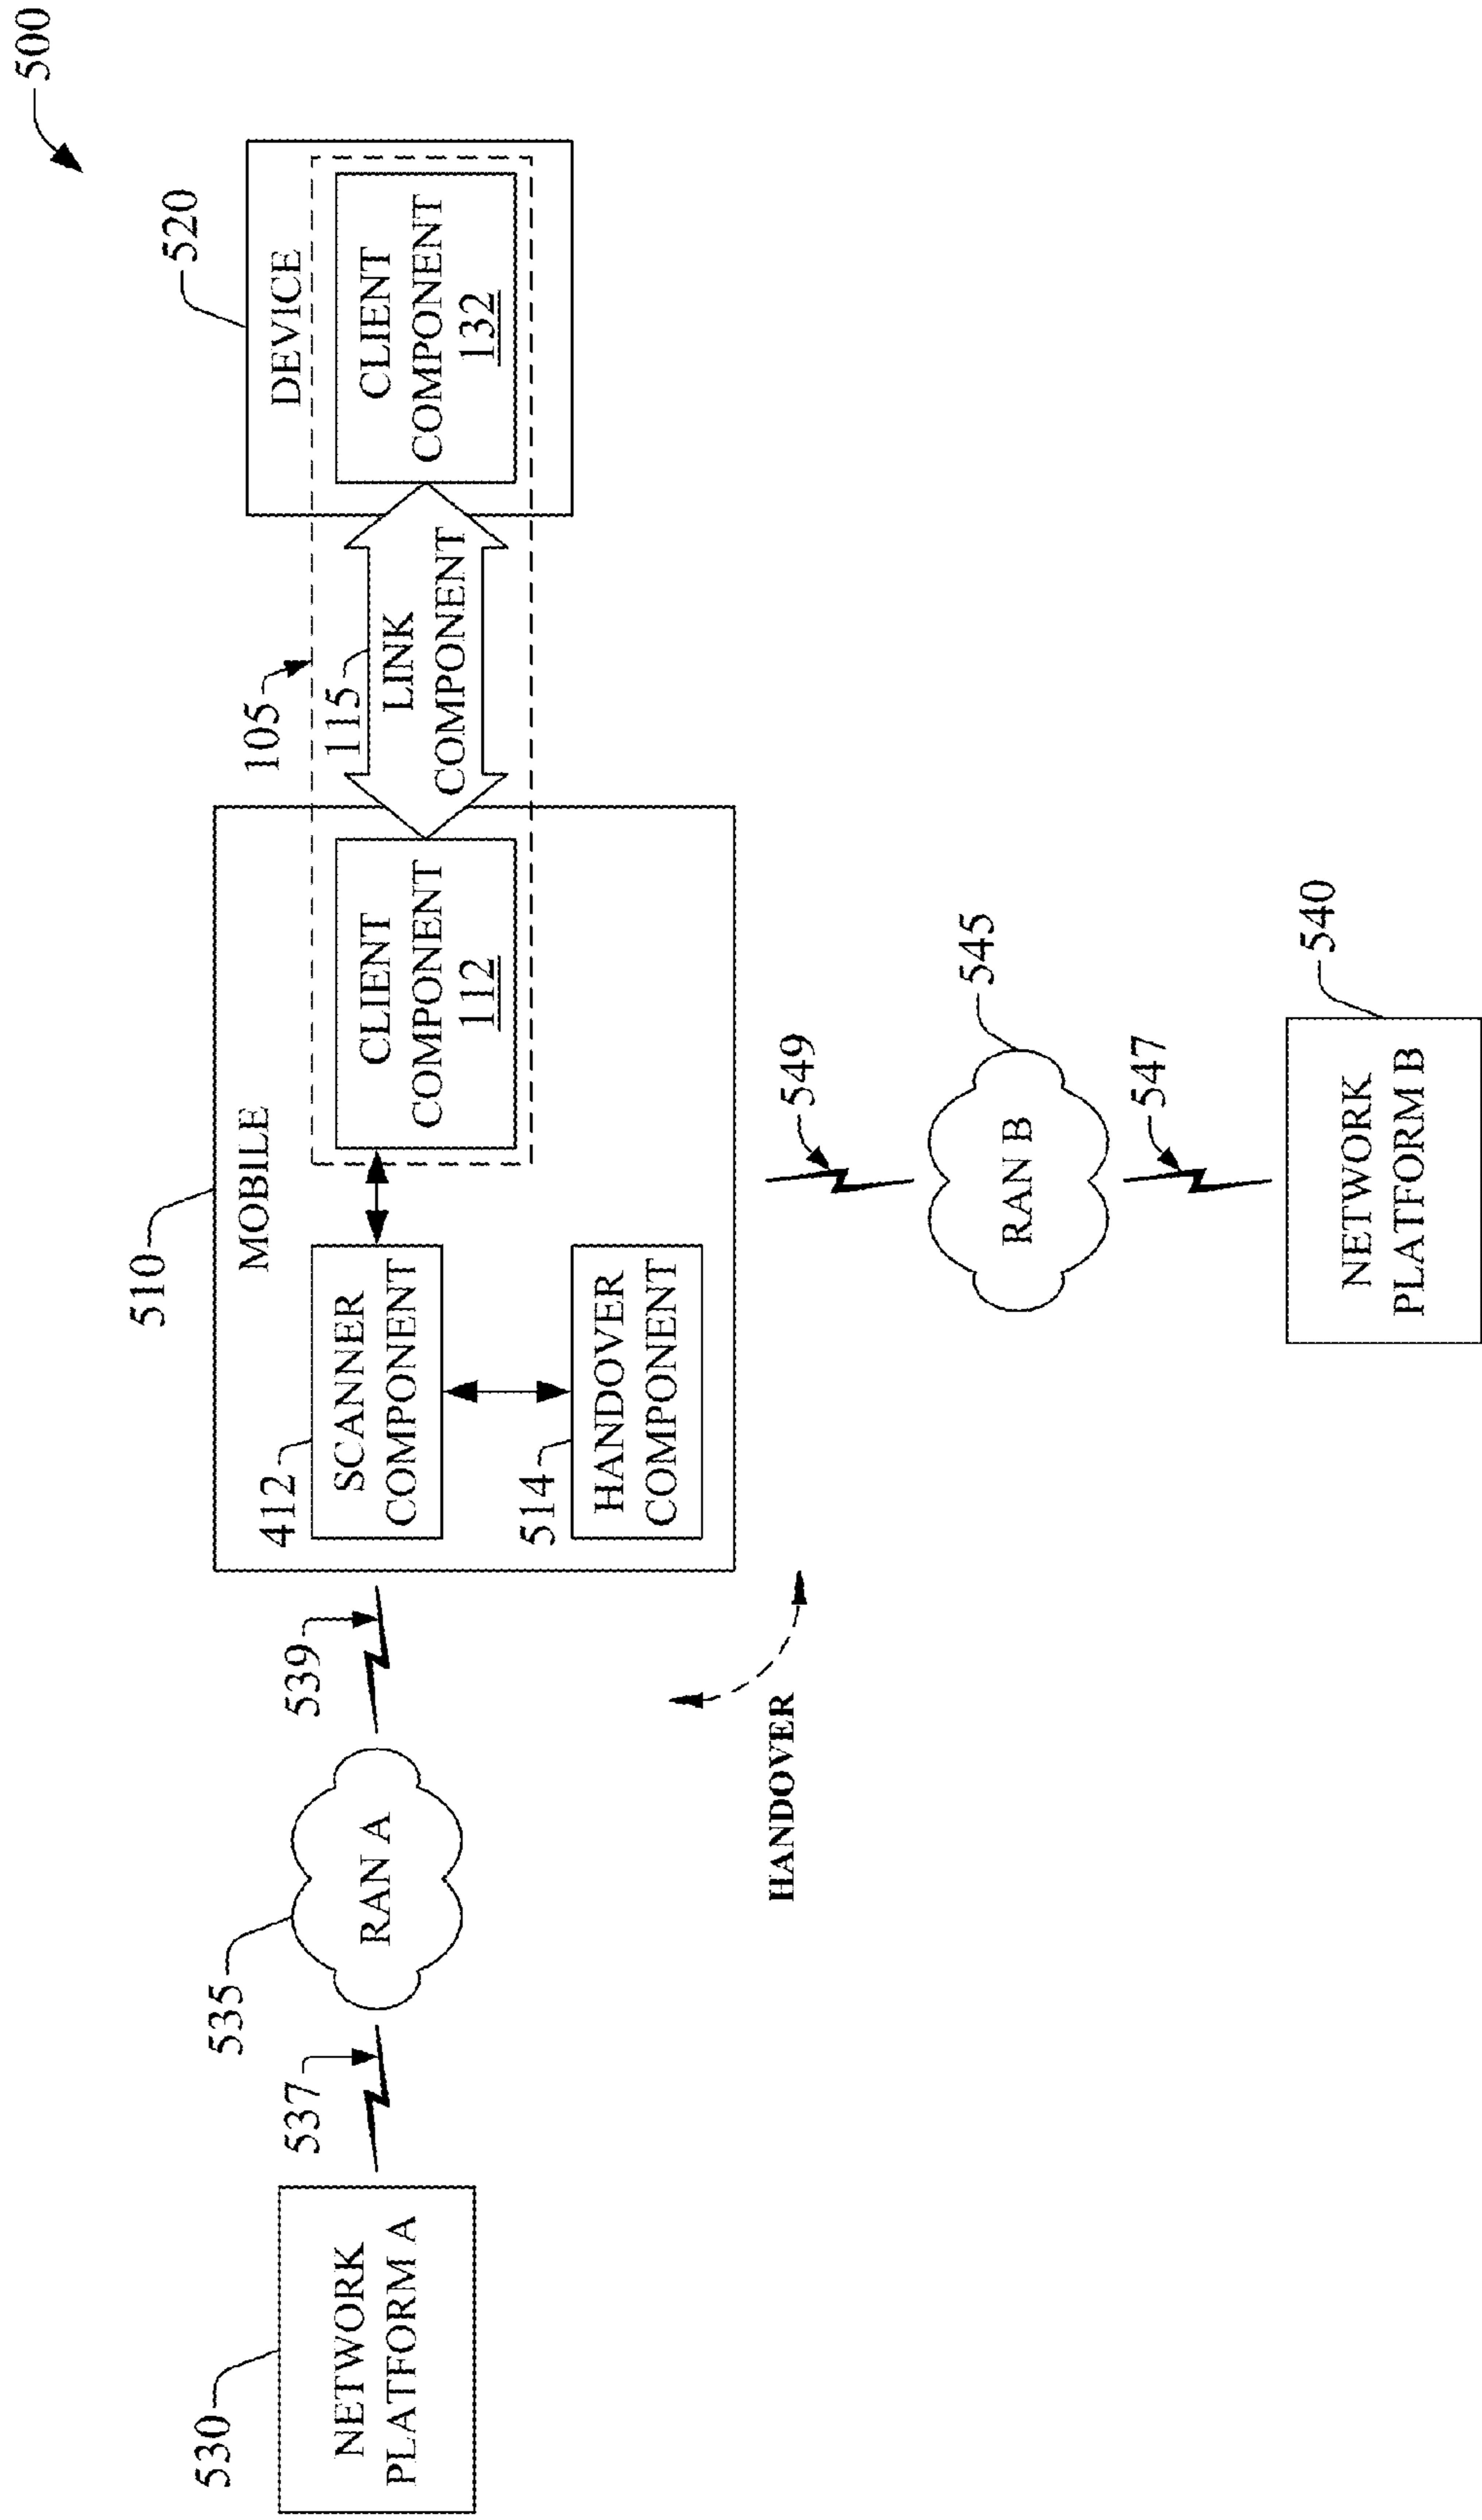 500
520
DEVICE
CLIENT
COMPONENT
132
105
115
LINK
COMPONENT
510
MOBILE
CLIENT
COMPONENT
112
412
SCANNER
COMPONENT
514
HANDOVER
COMPONENT
539
535
RAN A
537
530
NETWORK
PLATFORM A
HANDOVER
549
545
RAN B
547
540
NETWORK
PLATFORM B